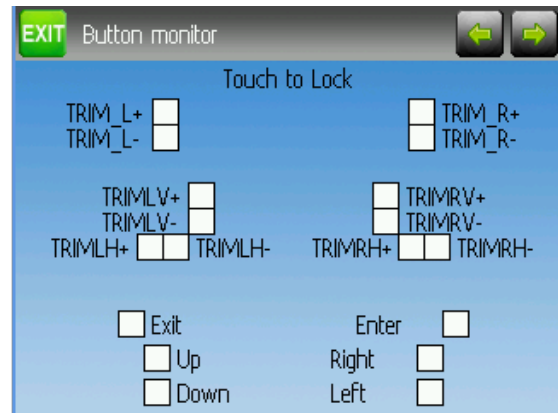 EXIT Button monitor
Touch to Lock
TRIM_L+ TRIM_R+
TRIM_L- TRIM_R-
TRIMLV+ TRIMRV+
TRIMLV- TRIMRV-
TRIMLH+ TRIMLH- TRIMRH+ TRIMRH-
Exit Enter
Up Right
Down Left